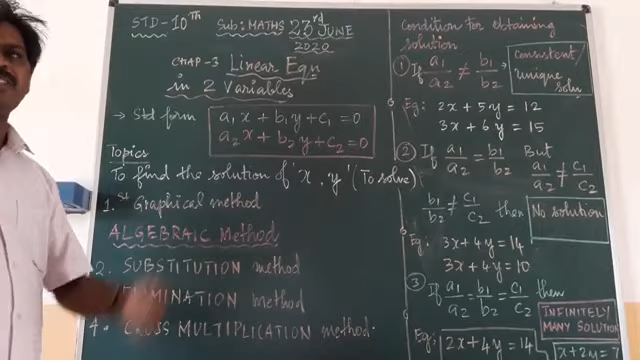 STD-10th Sub: MATHS 23rd JUNE 2020
CHAP-3 Linear Eqn
in 2 Variables
→ Std form a₁x + b₁y + c₁ = 0
a₂x + b₂y + c₂ = 0
Topics
To find the solution of 'x, y' (To solve)
1. Graphical method
ALGEBRAIC Method
2. SUBSTITUTION method
MINATION method
4. CROSS MULTIPLICATION method.
Condition for obtaining
solution
① If a₁/a₂ ≠ b₁/b₂ → Consistent
unique
soln
Eg: 2x + 5y = 12
3x + 6y = 15
② If a₁/a₂ = b₁/b₂ But
a₁/a₂ ≠ c₁/c₂
b₁/b₂ ≠ c₁/c₂ then No solution
Eg: 3x + 4y = 14
3x + 4y = 10
③ If a₁/a₂ = b₁/b₂ = c₁/c₂ then
INFINITELY
MANY SOLUTION
Eg; 2x + 4y = 14 x + 2y = 7